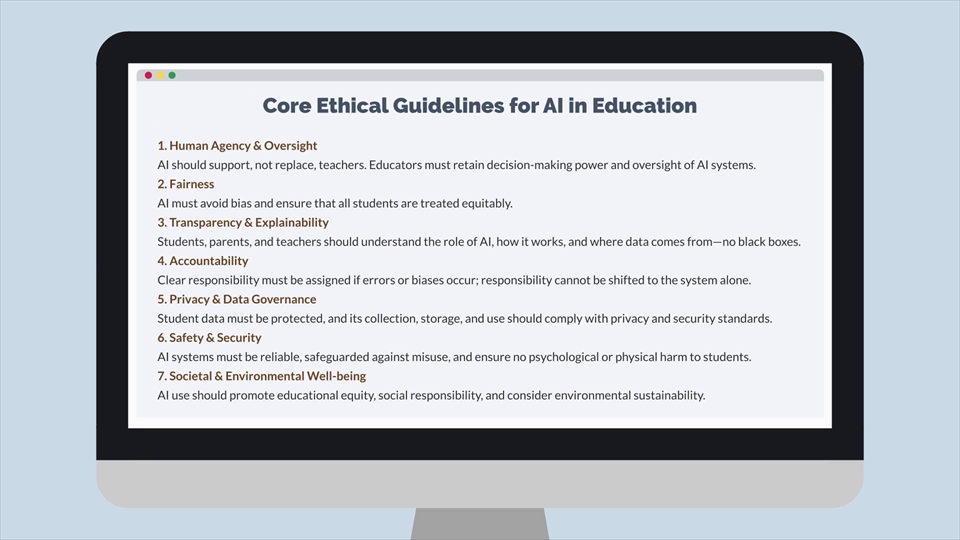 Core Ethical Guidelines for AI in Education
1. Human Agency & Oversight
AI should support, not replace, teachers. Educators must retain decision-making power and oversight of AI systems.
2. Fairness
AI must avoid bias and ensure that all students are treated equitably.
3. Transparency & Explainability
Students, parents, and teachers should understand the role of AI, how it works, and where data comes from—no black boxes.
4. Accountability
Clear responsibility must be assigned if errors or biases occur; responsibility cannot be shifted to the system alone.
5. Privacy & Data Governance
Student data must be protected, and its collection, storage, and use should comply with privacy and security standards.
6. Safety & Security
AI systems must be reliable, safeguarded against misuse, and ensure no psychological or physical harm to students.
7. Societal & Environmental Well-being
AI use should promote educational equity, social responsibility, and consider environmental sustainability.